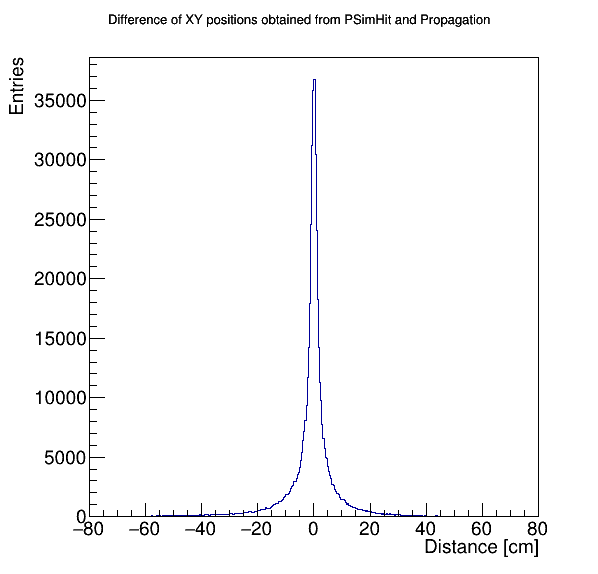 Difference of XY positions obtained from PSimHit and Propagation
Entries
35000
30000
25000
20000
15000
10000
5000
0
−80 −60 −40 −20 0 20 40 60 80
Distance [cm]